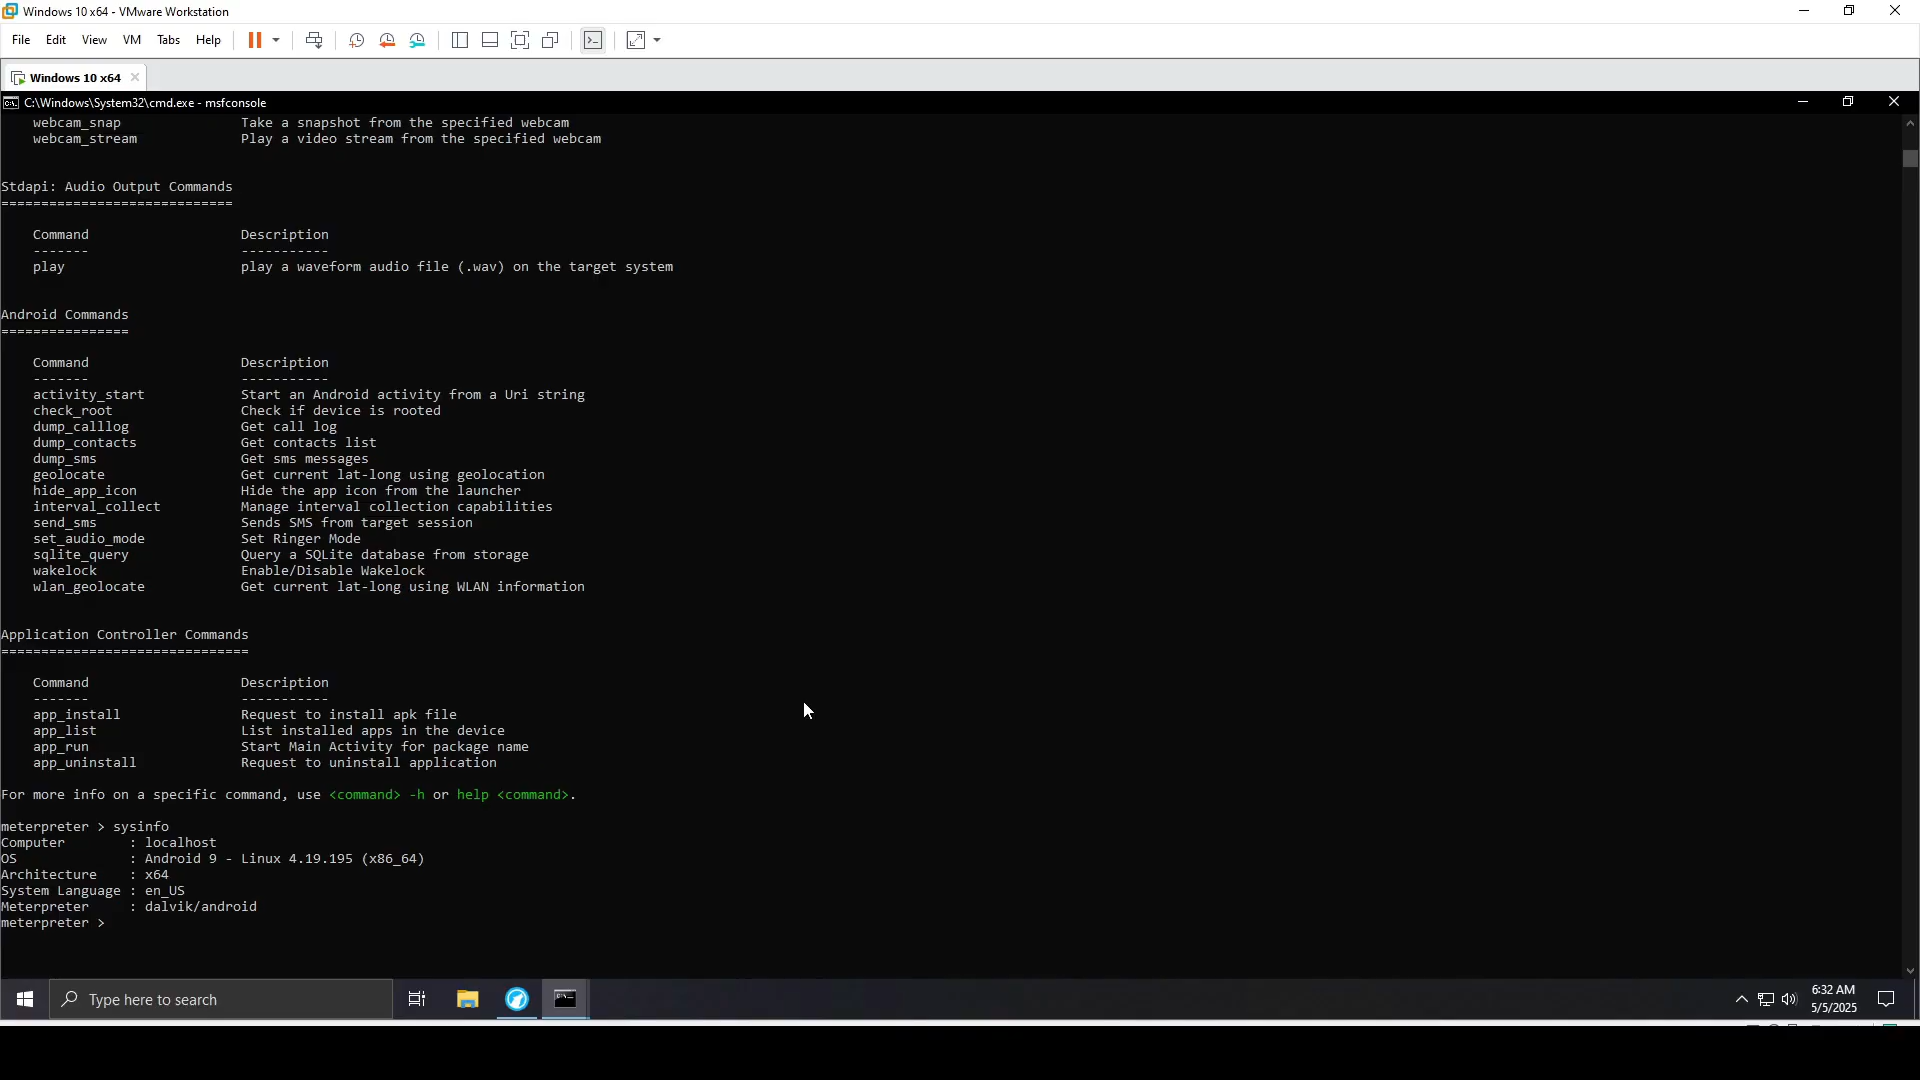 Windows 10 x64 - VMware Workstation
File Edit View VM Tabs Help
Windows 10 x64
C:\Windows\System32\cmd.exe - msfconsole
webcam_snap Take a snapshot from the specified webcam
webcam_stream Play a video stream from the specified webcam
Stdapi: Audio Output Commands
=============================
Command Description
------- -----------
play play a waveform audio file (.wav) on the target system
Android Commands
================
Command Description
------- -----------
activity_start Start an Android activity from a Uri string
check_root Check if device is rooted
dump_calllog Get call log
dump_contacts Get contacts list
dump_sms Get sms messages
geolocate Get current lat-long using geolocation
hide_app_icon Hide the app icon from the launcher
interval_collect Manage interval collection capabilities
send_sms Sends SMS from target session
set_audio_mode Set Ringer Mode
sqlite_query Query a SQLite database from storage
wakelock Enable/Disable Wakelock
wlan_geolocate Get current lat-long using WLAN information
Application Controller Commands
===============================
Command Description
------- -----------
app_install Request to install apk file
app_list List installed apps in the device
app_run Start Main Activity for package name
app_uninstall Request to uninstall application
For more info on a specific command, use <command> -h or help <command>.
meterpreter > sysinfo
Computer : localhost
OS : Android 9 - Linux 4.19.195 (x86_64)
Architecture : x64
System Language : en_US
Meterpreter : dalvik/android
meterpreter >
Type here to search
6:32 AM
5/5/2025